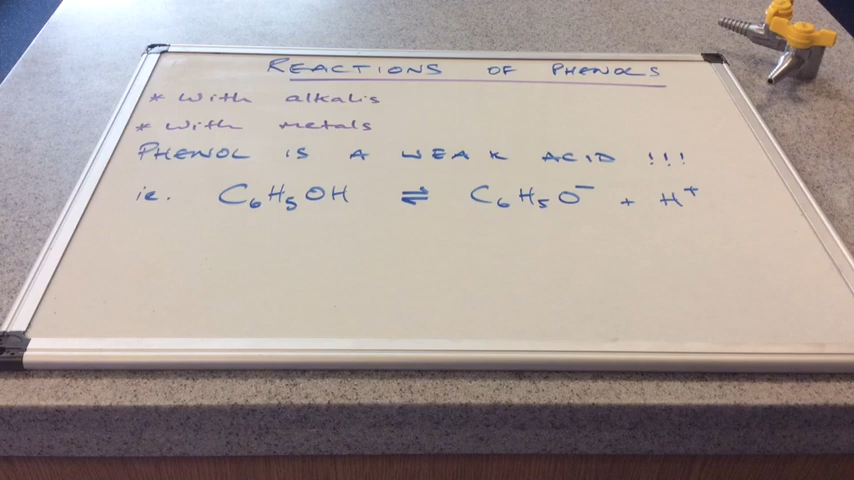 REACTIONS OF PHENOLS
* With alkalis
* With metals
PHENOL IS A WEAK ACID !!!
ie. C₆H₅OH ⇌ C₆H₅O⁻ + H⁺